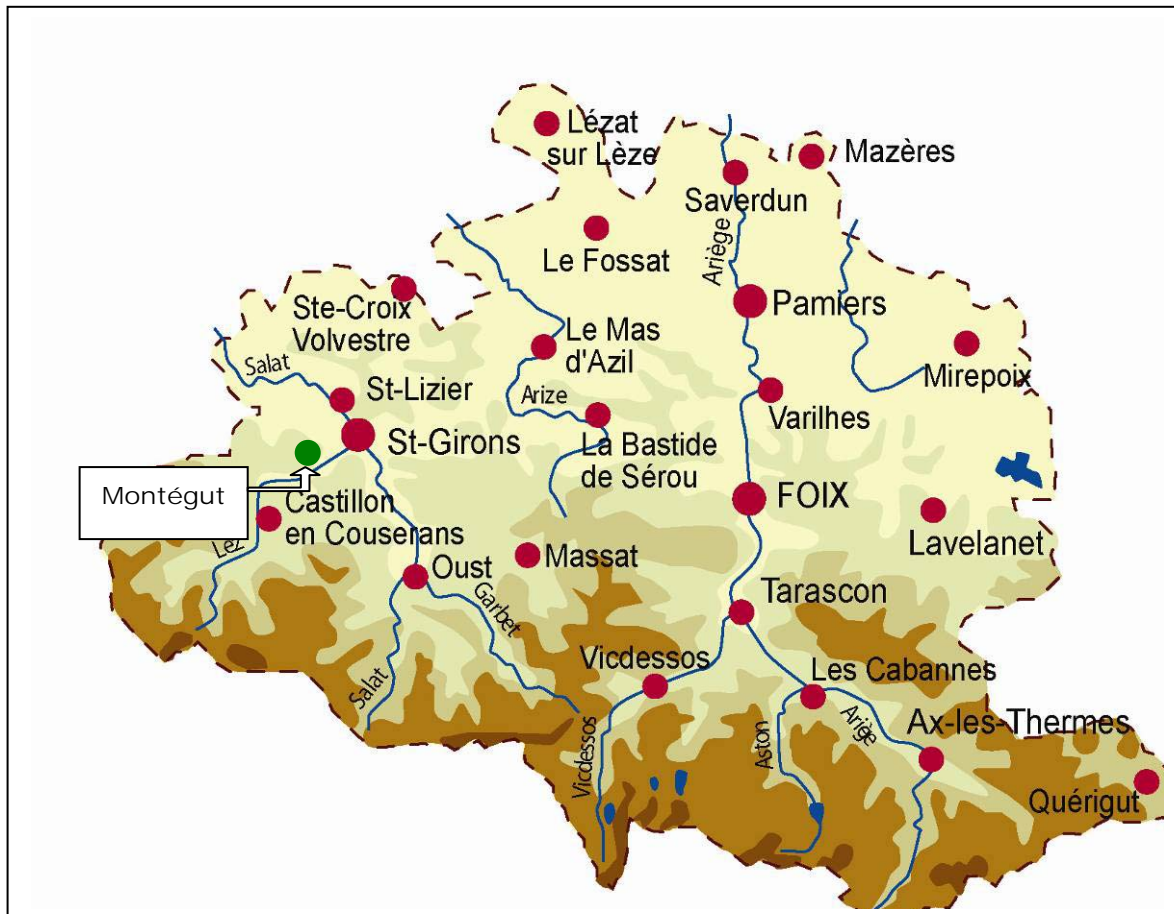 Lézat
sur Lèze
Mazères
Saverdun
Le Fossat
Ariège
Pamiers
Ste-Croix
Volvestre
Le Mas
d'Azil
Salat
Mirepoix
St-Lizier
Arize
Varilhes
St-Girons
La Bastide
de Sérou
Montégut
FOIX
Castillon
en Couserans
Lez
Lavelanet
Massat
Oust
Garbet
Tarascon
Vicdessos
Les Cabannes
Salat
Ariège
Ax-les-Thermes
Aston
Vicdessos
Quérigut